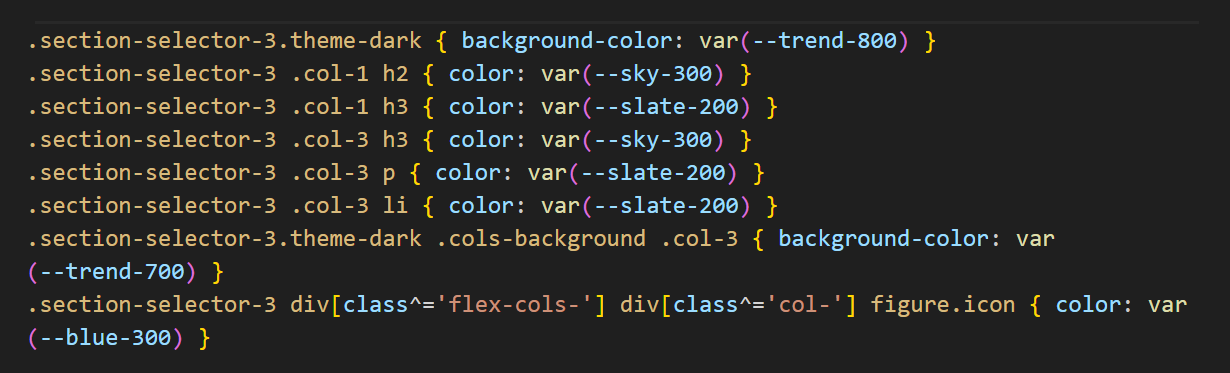 .section-selector-3.theme-dark { background-color: var(--trend-800) }
.section-selector-3 .col-1 h2 { color: var(--sky-300) }
.section-selector-3 .col-1 h3 { color: var(--slate-200) }
.section-selector-3 .col-3 h3 { color: var(--sky-300) }
.section-selector-3 .col-3 p { color: var(--slate-200) }
.section-selector-3 .col-3 li { color: var(--slate-200) }
.section-selector-3.theme-dark .cols-background .col-3 { background-color: var
(--trend-700) }
.section-selector-3 div[class^='flex-cols-'] div[class^='col-'] figure.icon { color: var
(--blue-300) }